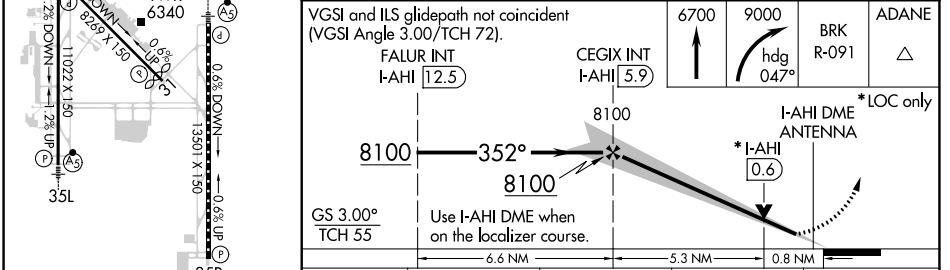 6340
A5
P
.2% DOWN
11022 X 150
1.2% UP
DOWN
8269 X 150
0.6% UP
P
31
P
A5
35L
P
A5
P
0.6% DOWN
13501 X 150
0.6% UP
P
VGSI and ILS glidepath not coincident
(VGSI Angle 3.00/TCH 72).
FALUR INT
I-AHI 12.5
CEGIX INT
I-AHI 5.9
6700
9000
hdg
047°
BRK
R-091
ADANE
*LOC only
8100
I-AHI DME
ANTENNA
*I-AHI
0.6
8100
352°
8100
GS 3.00°
TCH 55
Use I-AHI DME when
on the localizer course.
6.6 NM
5.3 NM
0.8 NM